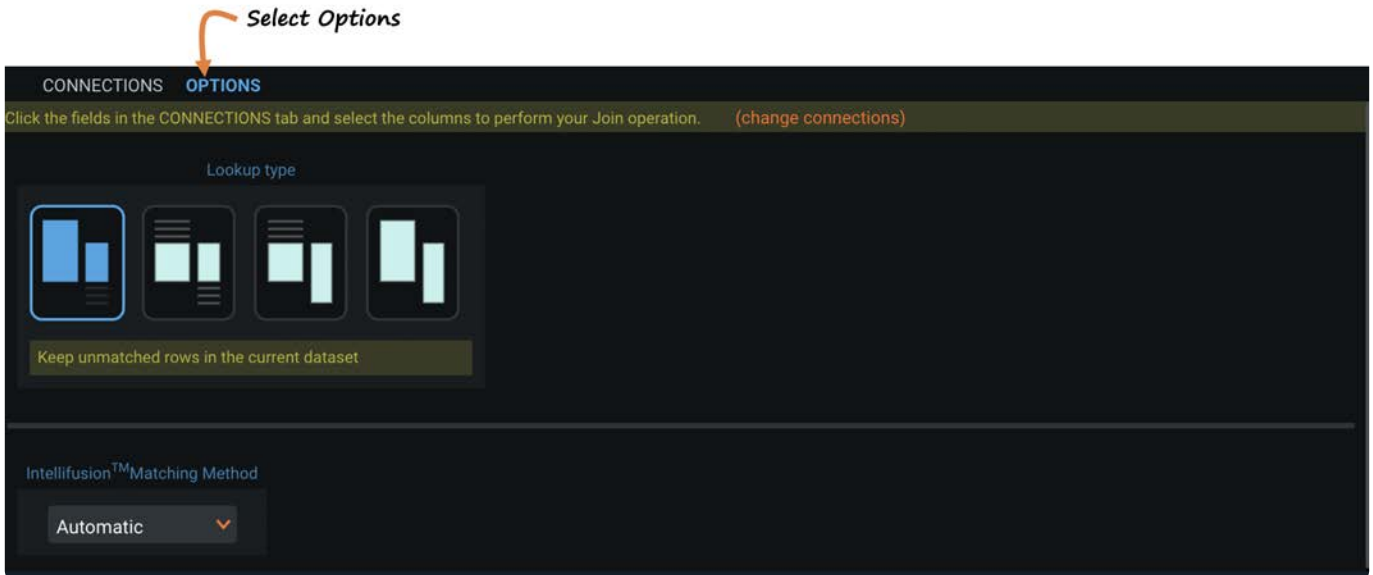 Select Options
CONNECTIONS OPTIONS
Click the fields in the CONNECTIONS tab and select the columns to perform your Join operation. (change connections)
Lookup type
Keep unmatched rows in the current dataset
Intellifusion™Matching Method
Automatic